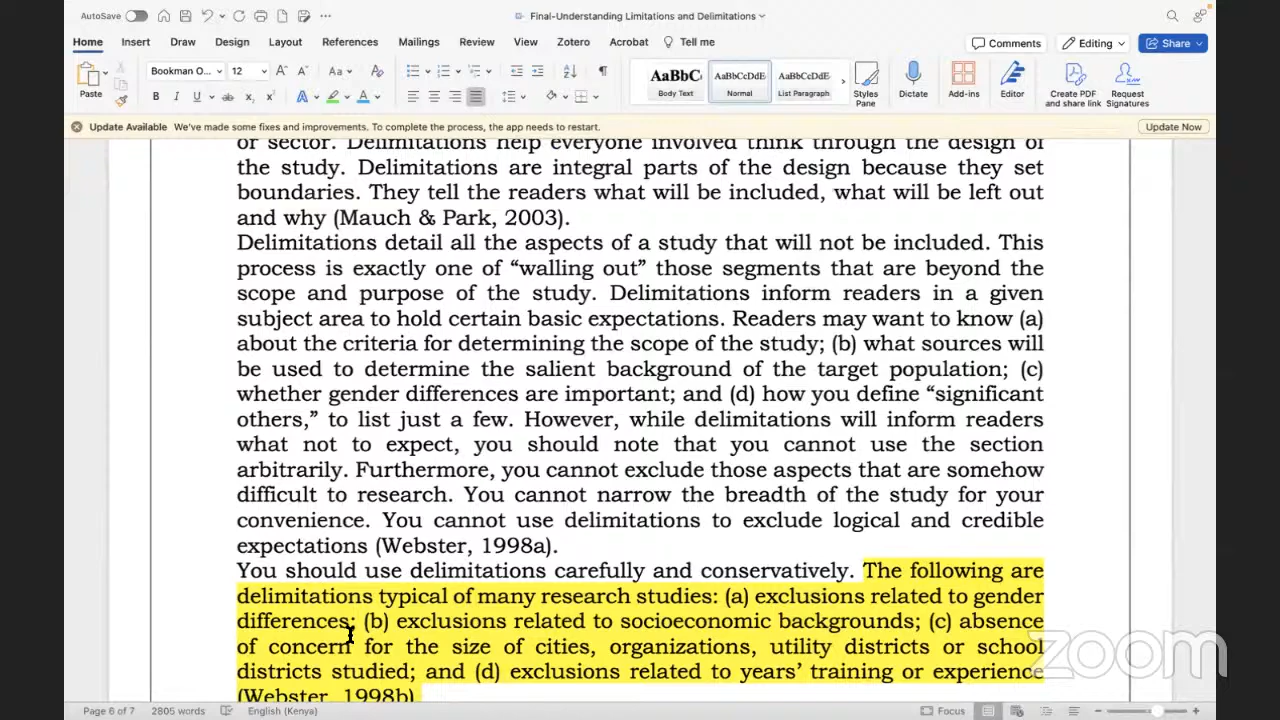 AutoSave
Final-Understanding Limitations and Delimitations
Home Insert Draw Design Layout References Mailings Review View Zotero Acrobat Tell me
Comments Editing Share
Paste
Bookman O... 12
Aa
B I U ab x₂ x²
AaBbC AaBbCcDdE AaBbCcDdE
Body Text Normal List Paragraph
Styles Pane
Dictate
Add-ins
Editor
Create PDF and share link
Request Signatures
Update Available We've made some fixes and improvements. To complete the process, the app needs to restart. Update Now
or sector. Delimitations help everyone involved think through the design of
the study. Delimitations are integral parts of the design because they set
boundaries. They tell the readers what will be included, what will be left out
and why (Mauch & Park, 2003).
Delimitations detail all the aspects of a study that will not be included. This
process is exactly one of “walling out” those segments that are beyond the
scope and purpose of the study. Delimitations inform readers in a given
subject area to hold certain basic expectations. Readers may want to know (a)
about the criteria for determining the scope of the study; (b) what sources will
be used to determine the salient background of the target population; (c)
whether gender differences are important; and (d) how you define “significant
others,” to list just a few. However, while delimitations will inform readers
what not to expect, you should note that you cannot use the section
arbitrarily. Furthermore, you cannot exclude those aspects that are somehow
difficult to research. You cannot narrow the breadth of the study for your
convenience. You cannot use delimitations to exclude logical and credible
expectations (Webster, 1998a).
You should use delimitations carefully and conservatively. The following are
delimitations typical of many research studies: (a) exclusions related to gender
differences; (b) exclusions related to socioeconomic backgrounds; (c) absence
of concern for the size of cities, organizations, utility districts or school
districts studied; and (d) exclusions related to years’ training or experience
(Webster, 1998b)
zoom
Page 6 of 7 2805 words English (Kenya) Focus